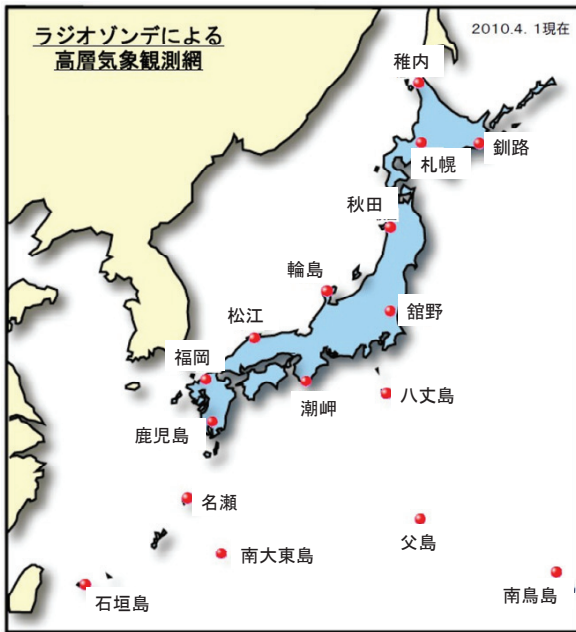 ラジオゾンデによる
高層気象観測網
2010.4. 1現在
稚内
札幌
釧路
秋田
輪島
松江
舘野
福岡
八丈島
潮岬
鹿児島
名瀬
父島
南大東島
南鳥島
石垣島